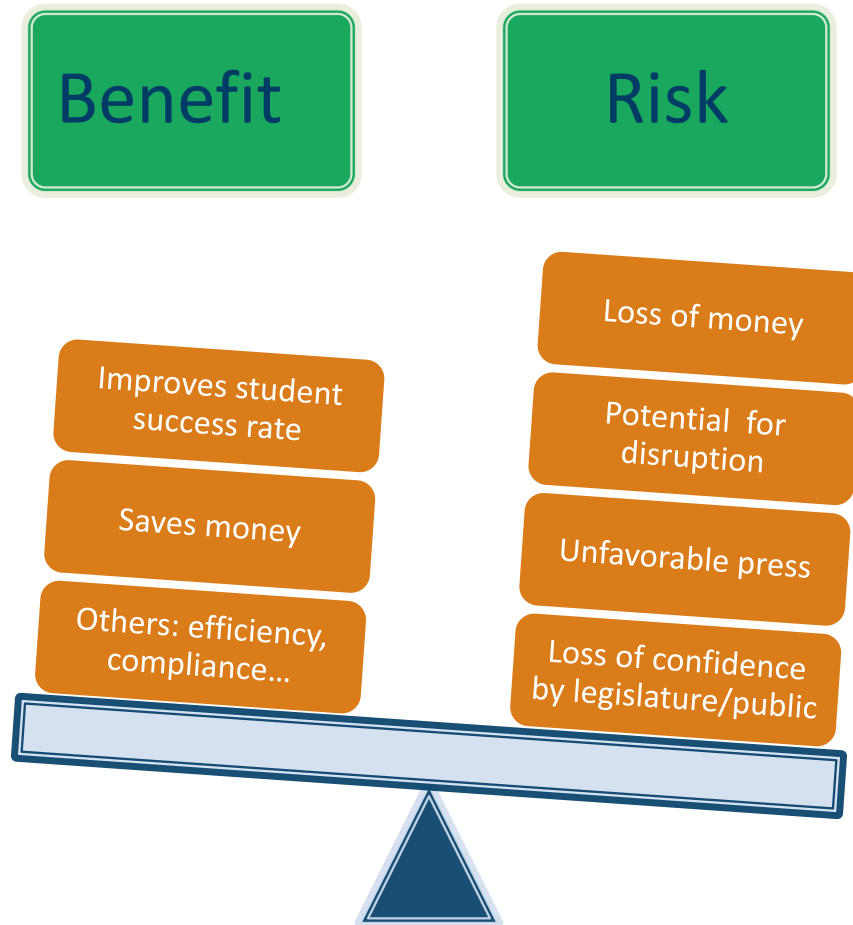 Benefit
Risk
Improves student
success rate
Saves money
Others: efficiency,
compliance…
Loss of money
Potential  for
disruption
Unfavorable press
Loss of confidence
by legislature/public